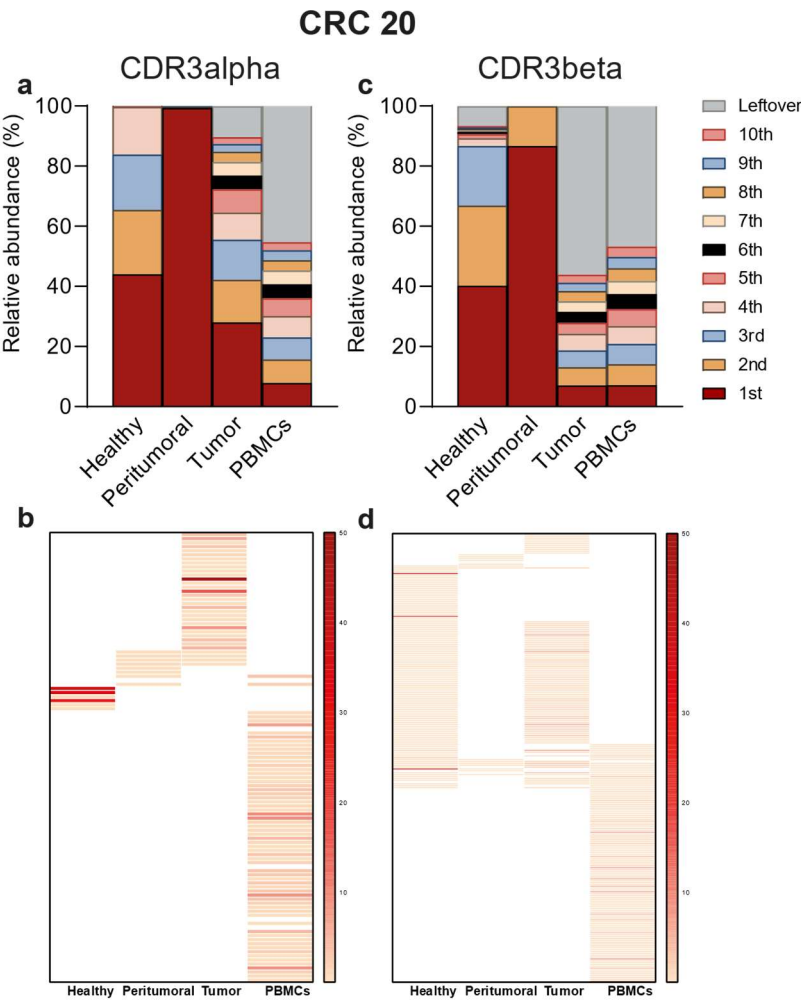 CRC 20
a
CDR3alpha
Relative abundance (%)
100
80
60
40
20
0
Healthy
Peritumoral
Tumor
PBMCs
c
CDR3beta
Relative abundance (%)
100
80
60
40
20
0
Healthy
Peritumoral
Tumor
PBMCs
Leftover
10th
9th
8th
7th
6th
5th
4th
3rd
2nd
1st
b
50
30
20
10
Healthy Peritumoral Tumor PBMCs
d
50
30
20
10
Healthy Peritumoral Tumor PBMCs